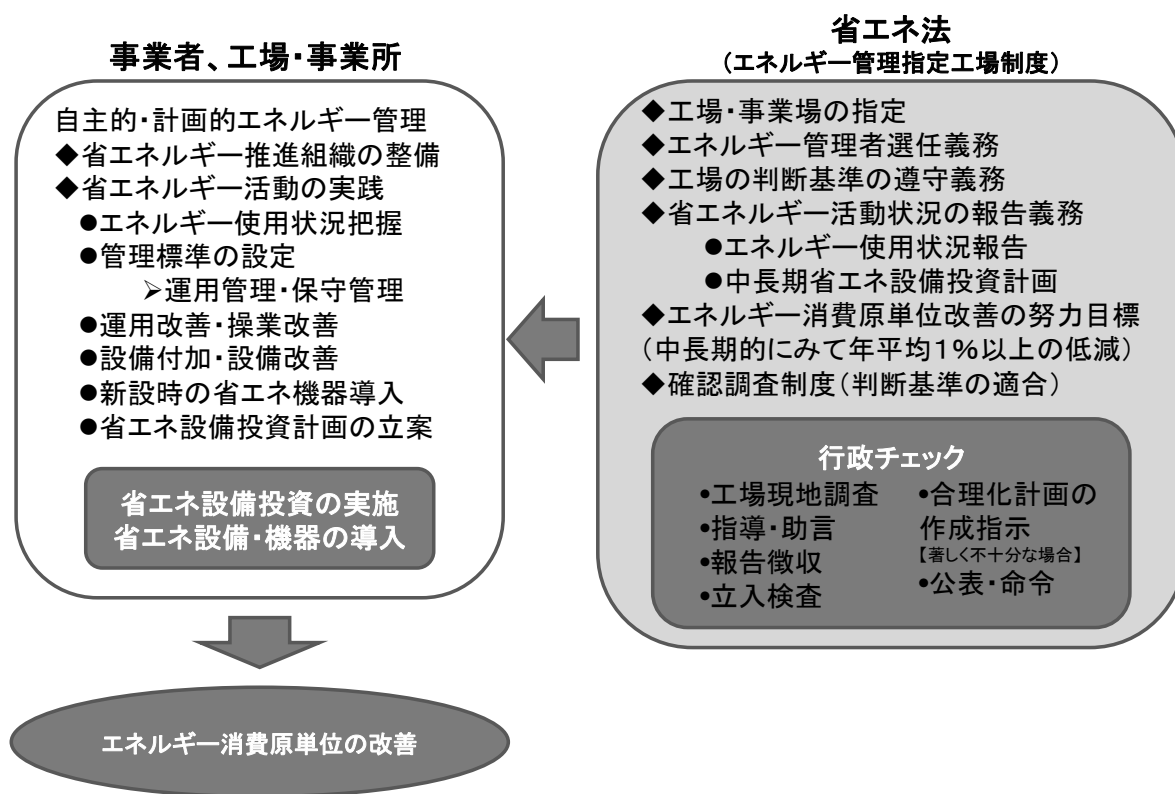 事業者、工場・事業所
自主的・計画的エネルギー管理
◆省エネルギー推進組織の整備
◆省エネルギー活動の実践
●エネルギー使用状況把握
●管理標準の設定
➢運用管理・保守管理
●運用改善・操業改善
●設備付加・設備改善
●新設時の省エネ機器導入
●省エネ設備投資計画の立案
省エネ設備投資の実施
省エネ設備・機器の導入
エネルギー消費原単位の改善
省エネ法
（エネルギー管理指定工場制度）
◆工場・事業場の指定
◆エネルギー管理者選任義務
◆工場の判断基準の遵守義務
◆省エネルギー活動状況の報告義務
●エネルギー使用状況報告
●中長期省エネ設備投資計画
◆エネルギー消費原単位改善の努力目標
（中長期的にみて年平均１％以上の低減）
◆確認調査制度（判断基準の適合）
行政チェック
•工場現地調査
•指導・助言
•報告徴収
•立入検査
•合理化計画の
作成指示
【著しく不十分な場合】
•公表・命令